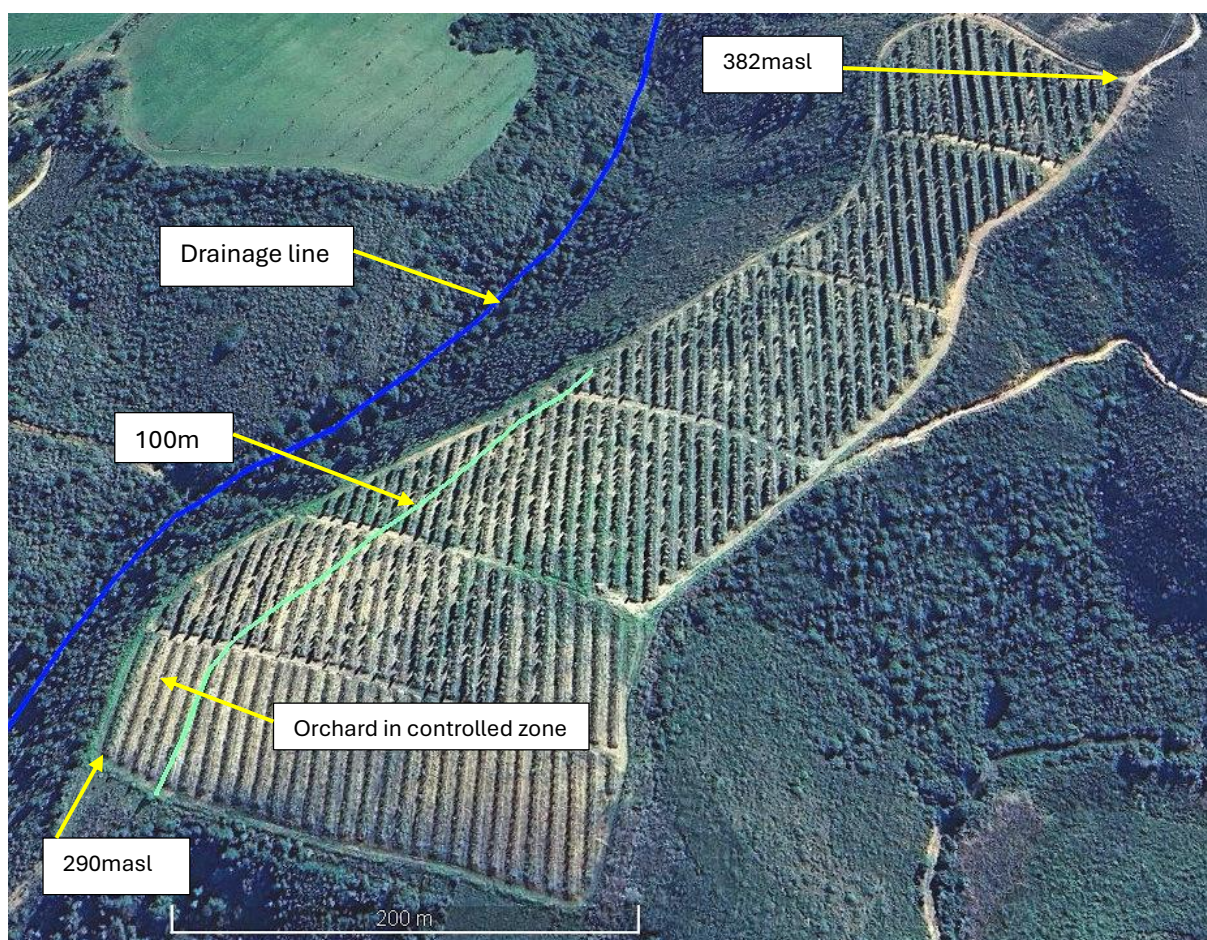 382masl
Drainage line
100m
Orchard in controlled zone
290masl
200 m